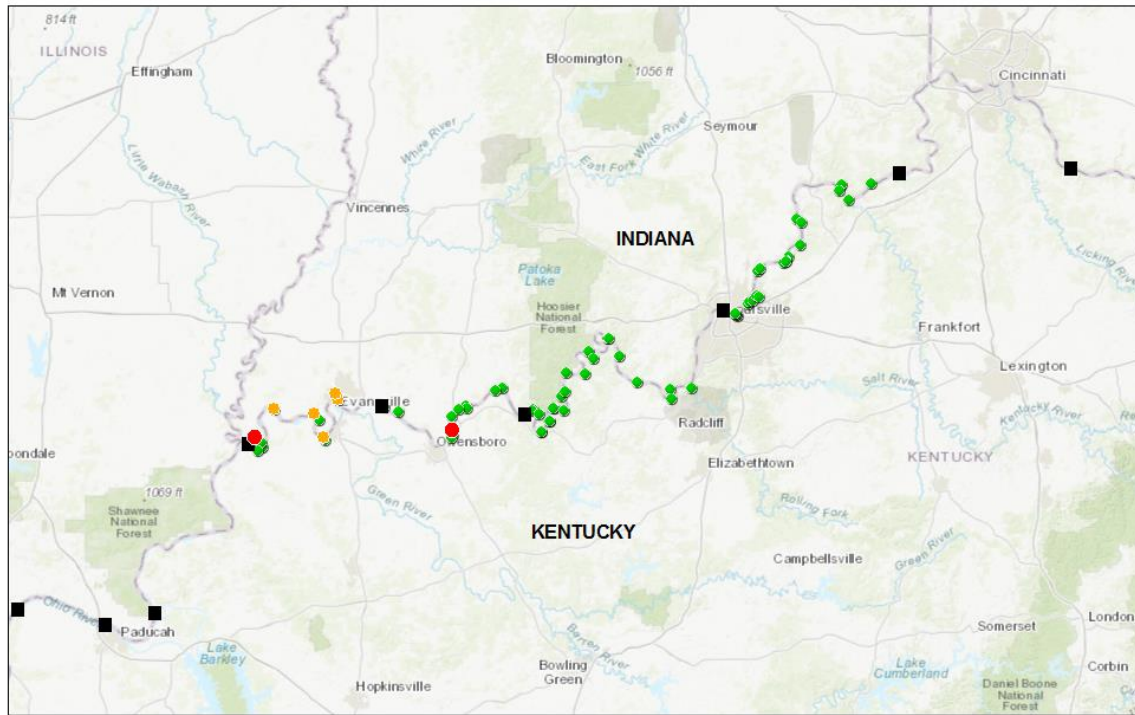 814 ft
ILLINOIS
Effingham
Bloomington
1056 ft
Cincinnati
Little Wabash River
White River
Seymour
East Fork White River
Vincennes
INDIANA
Licking River
Patoka
Lake
Mt Vernon
Hoosier
National
Forest
Frankfort
Lexington
Salt River
Evansville
Kentucky River
Radcliff
Owensboro
KENTUCKY
Elizabethtown
1069 ft
Shawnee
National
Forest
Green River
Rolling Fork
KENTUCKY
Green River
Campbellsville
Ohio River
Paducah
London
Somerset
Barren River
Lake
Barkley
Bowling
Green
Lake
Cumberland
Corbin
Hopkinsville
Daniel Boone
National
Forest